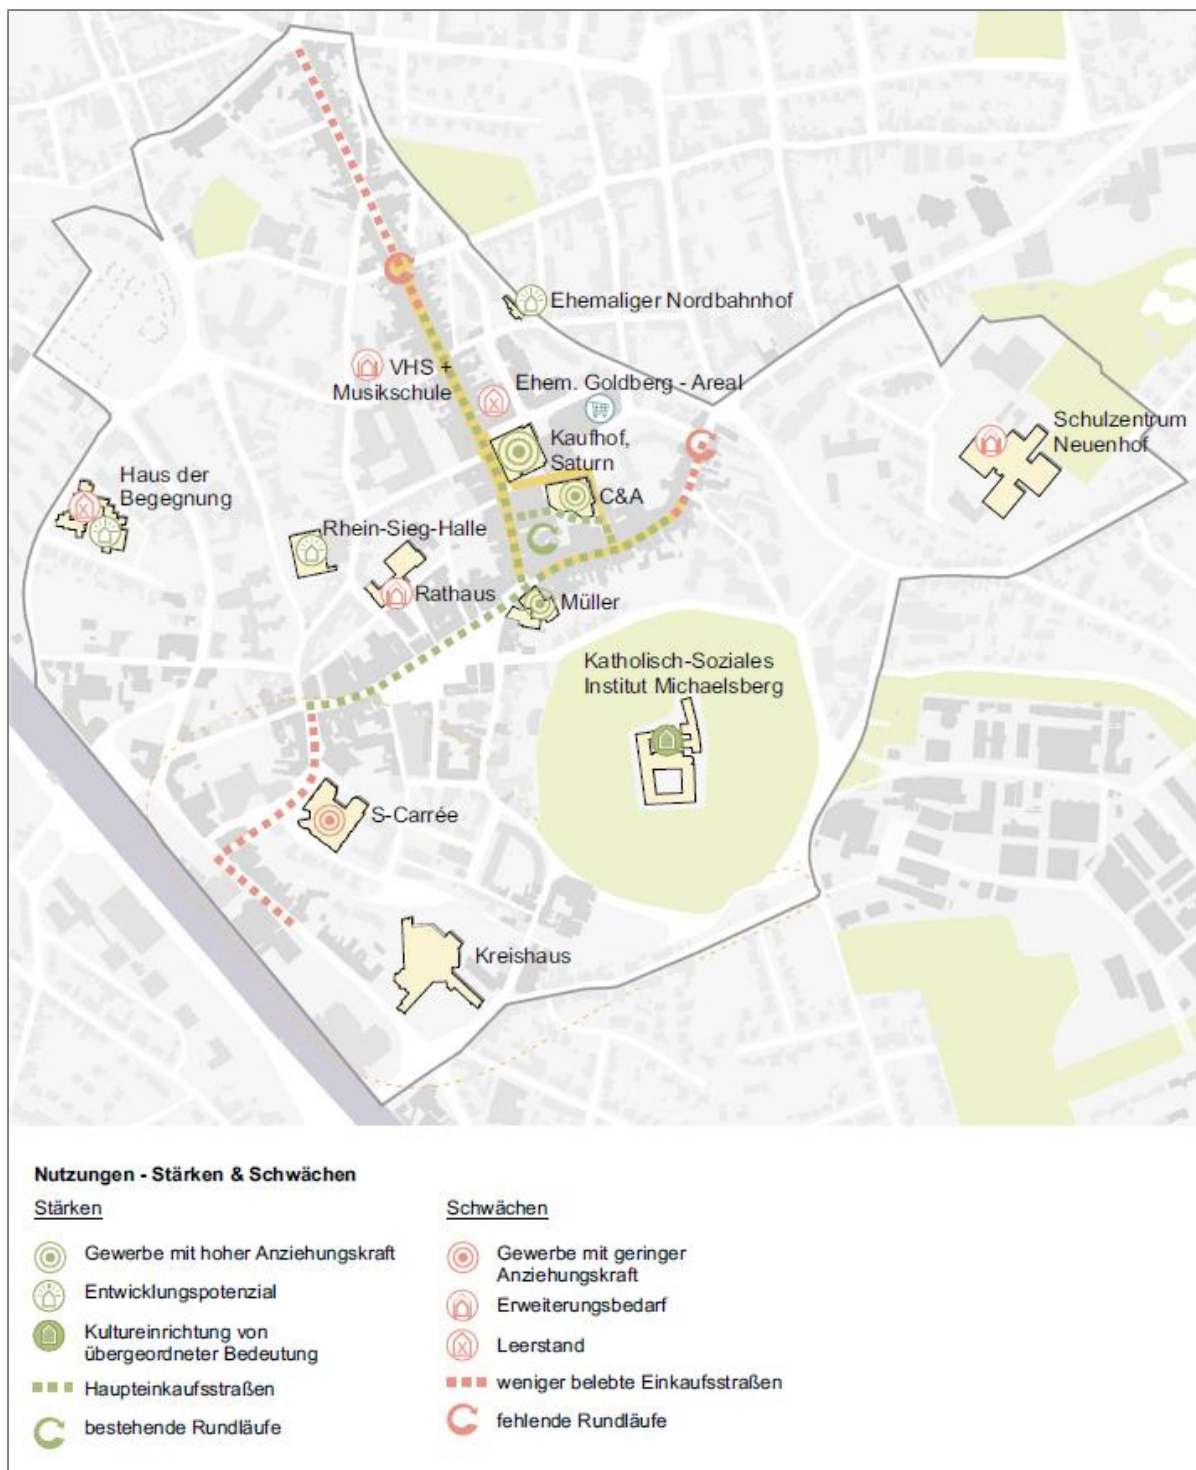 Ehemaliger Nordbahnhof
VHS +
Musikschule
Ehem. Goldberg - Areal
Kaufhof,
Saturn
Schulzentrum
Neuenhof
Haus der
Begegnung
C&A
Rhein-Sieg-Halle
Rathaus
Müller
Katholisch-Soziales
Institut Michaelsberg
S-Carrée
Kreishaus
Nutzungen - Stärken & Schwächen
Stärken
Gewerbe mit hoher Anziehungskraft
Entwicklungspotenzial
Kultureinrichtung von
übergeordneter Bedeutung
Haupteinkaufsstraßen
bestehende Rundläufe
Schwächen
Gewerbe mit geringer
Anziehungskraft
Erweiterungsbedarf
Leerstand
weniger belebte Einkaufsstraßen
fehlende Rundläufe